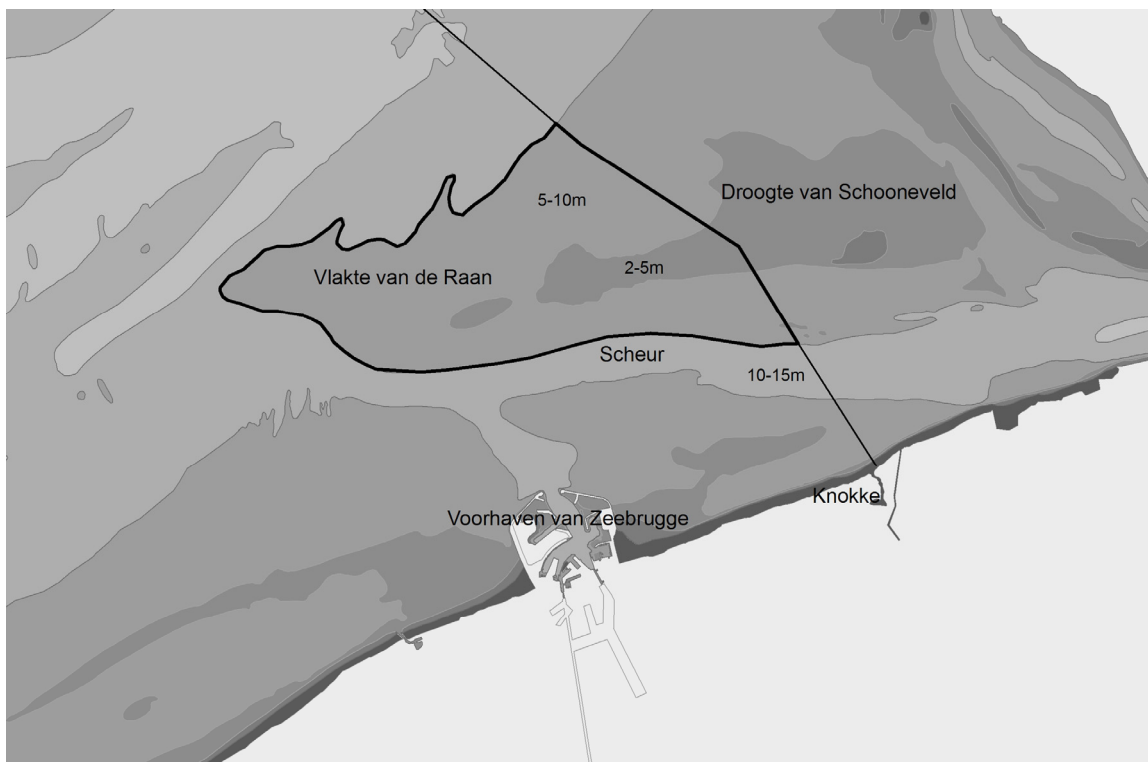 5-10m
Droogte van Schooneveld
Vlakte van de Raan
2-5m
Scheur
10-15m
Knokke
Voorhaven van Zeebrugge